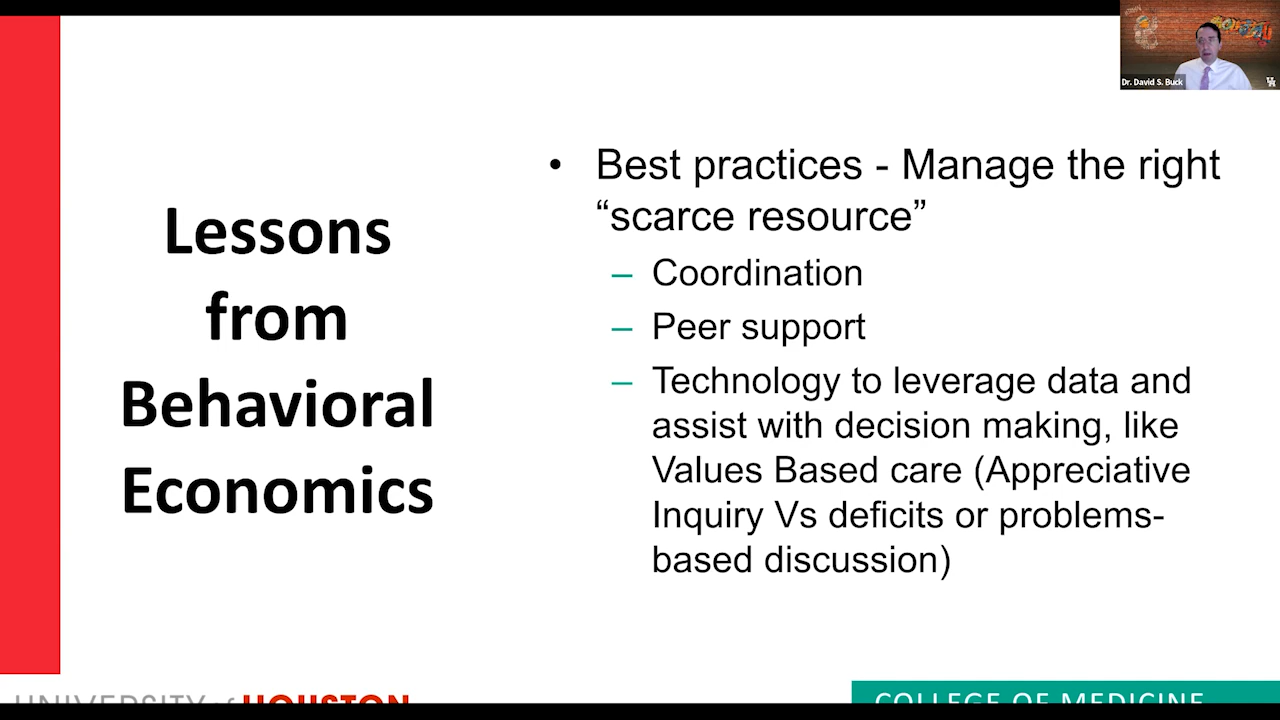 Dr. David S. Buck
Lessons
from
Behavioral
Economics
• Best practices - Manage the right
“scarce resource”
– Coordination
– Peer support
– Technology to leverage data and
assist with decision making, like
Values Based care (Appreciative
Inquiry Vs deficits or problems-
based discussion)
UNIVERSITY of HOUSTON
COLLEGE OF MEDICINE